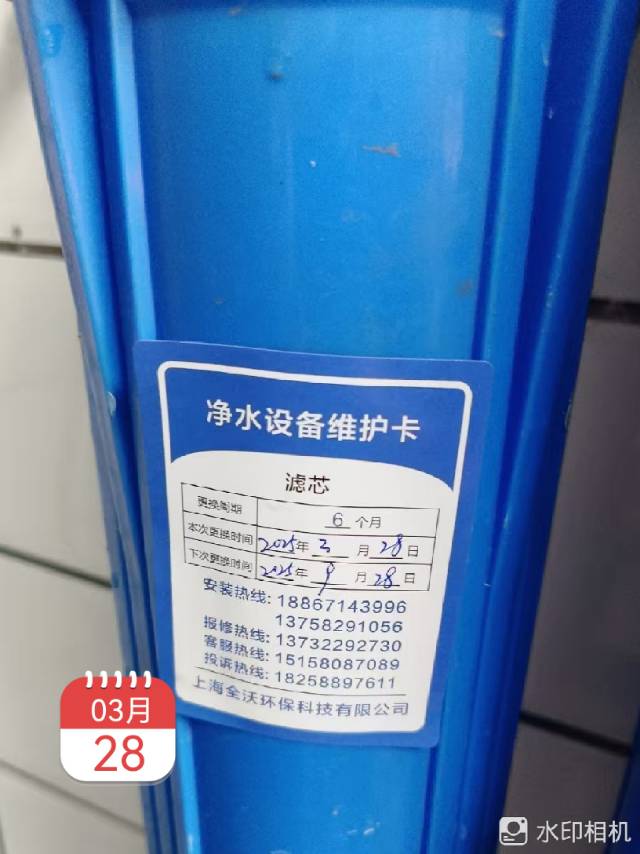 净水设备维护卡
滤芯
更换周期 6 个月
本次更换时间 2025年 3 月 28 日
下次更换时间 2025年 9 月 28 日
安装热线: 18867143996
13758291056
报修热线: 13732292730
客服热线: 15158087089
投诉热线: 18258897611
上海全沃环保科技有限公司
03月
28
水印相机